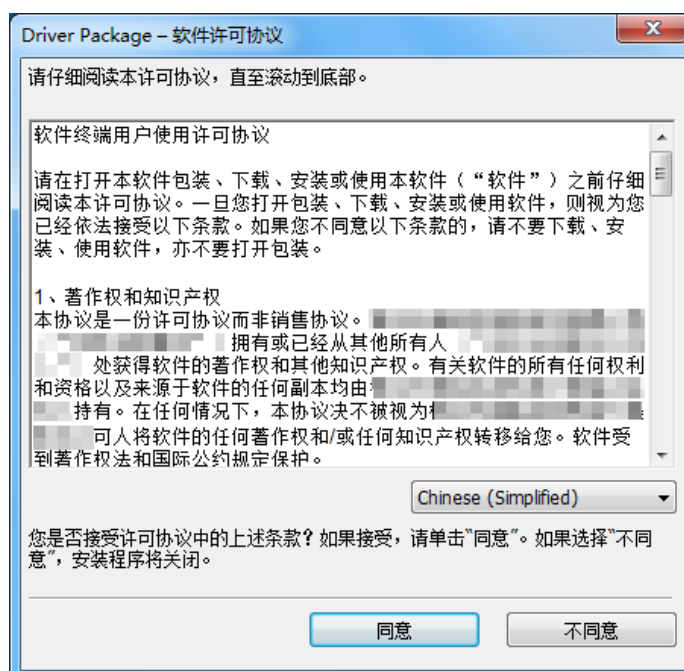 Driver Package – 软件许可协议
请仔细阅读本许可协议，直至滚动到底部。
软件终端用户使用许可协议
请在打开本软件包装、下载、安装或使用本软件（“软件”）之前仔细
阅读本许可协议。一旦您打开包装、下载、安装或使用软件，则视为您
已经依法接受以下条款。如果您不同意以下条款的，请不要下载、安
装、使用软件，亦不要打开包装。
1、著作权和知识产权
本协议是一份许可协议而非销售协议。
拥有或已经从其他所有人
处获得软件的著作权和其他知识产权。有关软件的所有任何权利
和资格以及来源于软件的任何副本均由
持有。在任何情况下，本协议决不被视为
可人将软件的任何著作权和/或任何知识产权转移给您。软件受
到著作权法和国际公约规定保护。
Chinese (Simplified)
您是否接受许可协议中的上述条款？如果接受，请单击“同意”。如果选择“不同
意”，安装程序将关闭。
同意
不同意